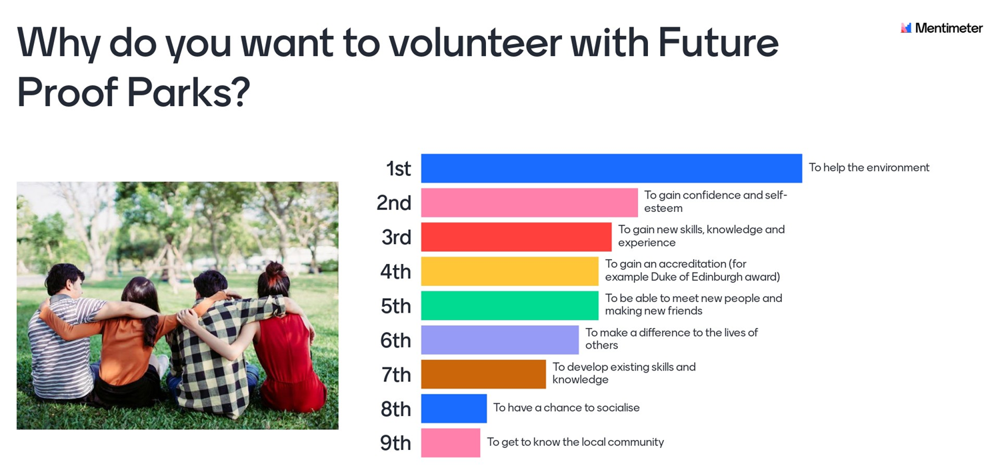 Why do you want to volunteer with Future
Proof Parks?
Mentimeter
1st
To help the environment
2nd
To gain confidence and self-
esteem
3rd
To gain new skills, knowledge and
experience
4th
To gain an accreditation (for
example Duke of Edinburgh award)
5th
To be able to meet new people and
making new friends
6th
To make a difference to the lives of
others
7th
To develop existing skills and
knowledge
8th
To have a chance to socialise
9th
To get to know the local community